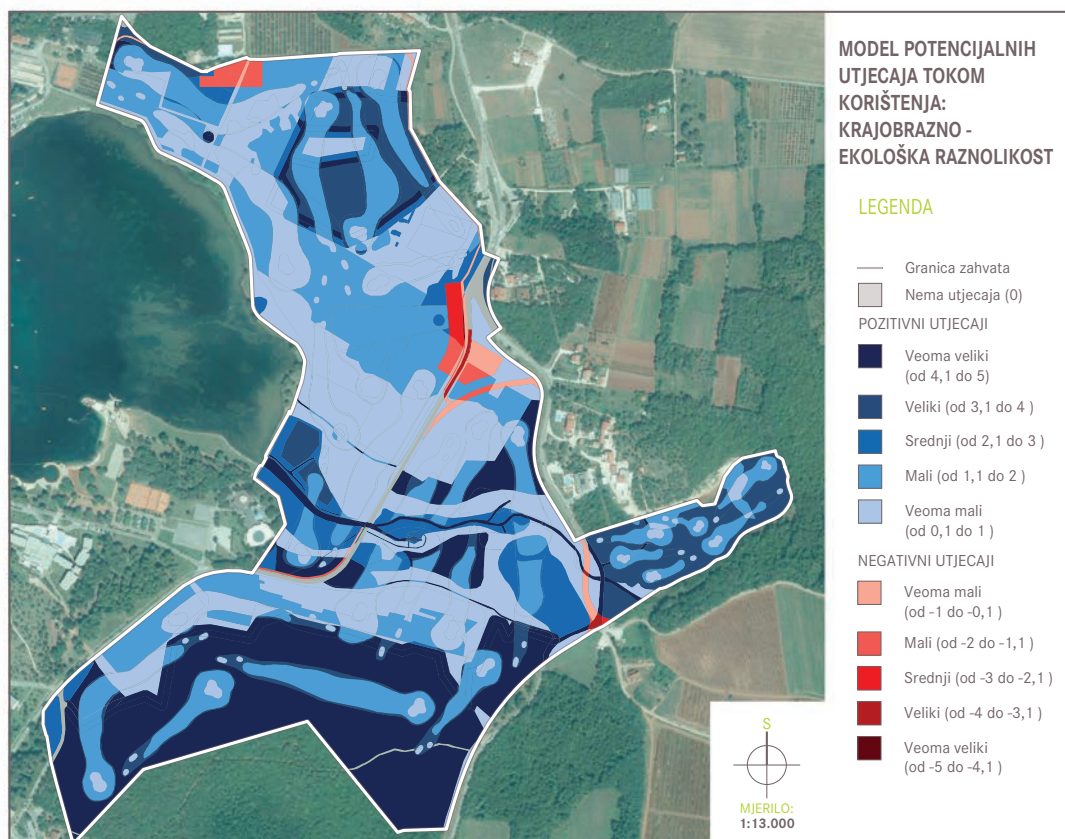 MODEL POTENCIJALNIH
UTJECAJA TOKOM
KORIŠTENJA:
KRAJOBRAZNO -
EKOLOŠKA RAZNOLIKOST
LEGENDA
Granica zahvata
Nema utjecaja (0)
POZITIVNI UTJECAJI
Veoma veliki
(od 4,1 do 5)
Veliki (od 3,1 do 4 )
Srednji (od 2,1 do 3 )
Mali (od 1,1 do 2 )
Veoma mali
(od 0,1 do 1 )
NEGATIVNI UTJECAJI
Veoma mali
(od -1 do -0,1 )
Mali (od -2 do -1,1 )
Srednji (od -3 do -2,1 )
Veliki (od -4 do -3,1 )
Veoma veliki
(od -5 do -4,1 )
S
MJERILO:
1:13.000